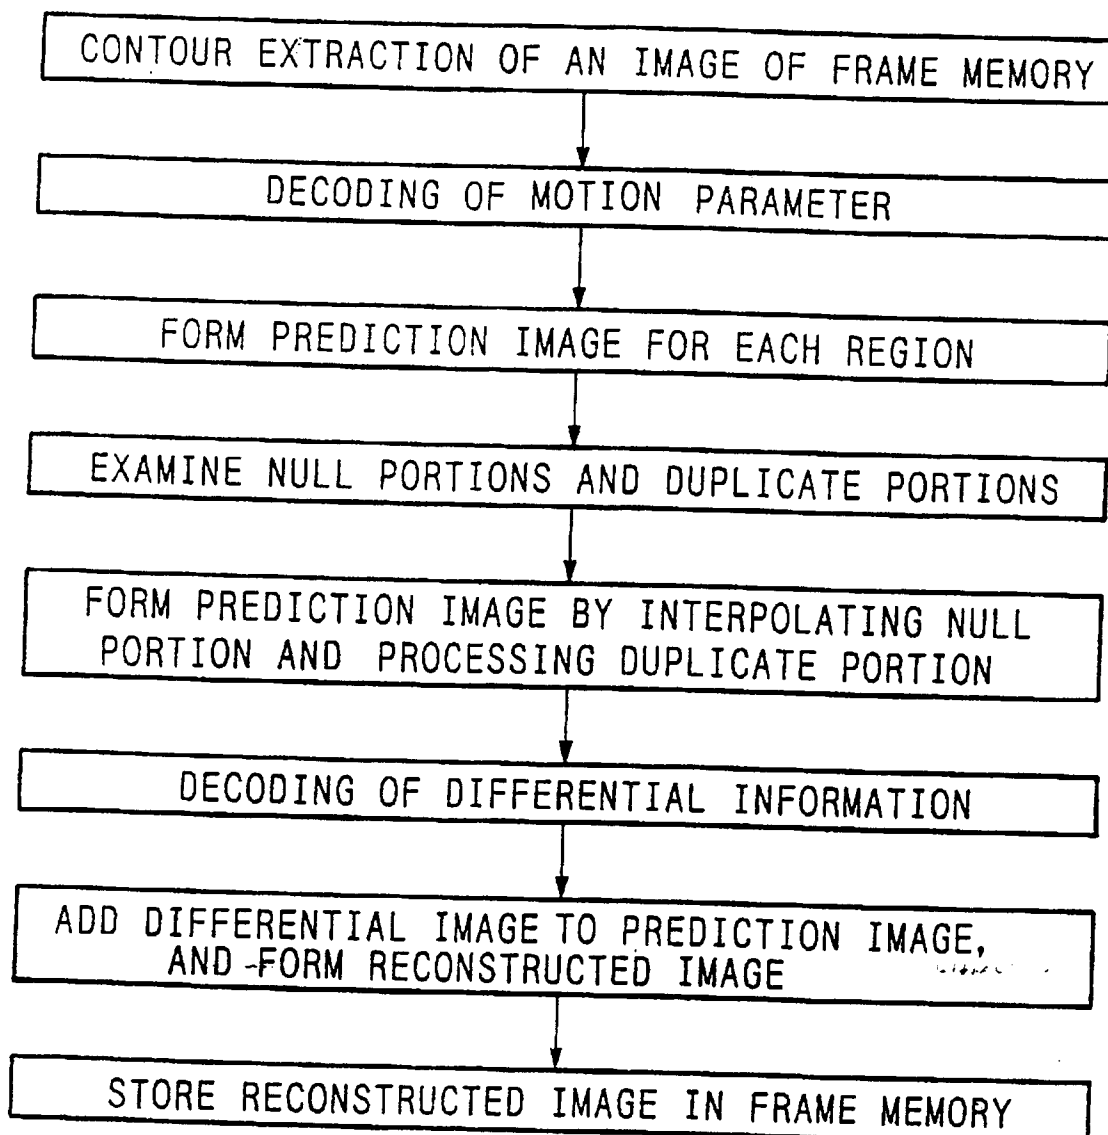 CONTOUR EXTRACTION OF AN IMAGE OF FRAME MEMORY
DECODING OF MOTION PARAMETER
FORM PREDICTION IMAGE FOR EACH REGION
EXAMINE NULL PORTIONS AND DUPLICATE PORTIONS
FORM PREDICTION IMAGE BY INTERPOLATING NULL
PORTION AND PROCESSING DUPLICATE PORTION
DECODING OF DIFFERENTIAL INFORMATION
ADD DIFFERENTIAL IMAGE TO PREDICTION IMAGE,
AND FORM RECONSTRUCTED IMAGE
STORE RECONSTRUCTED IMAGE IN FRAME MEMORY